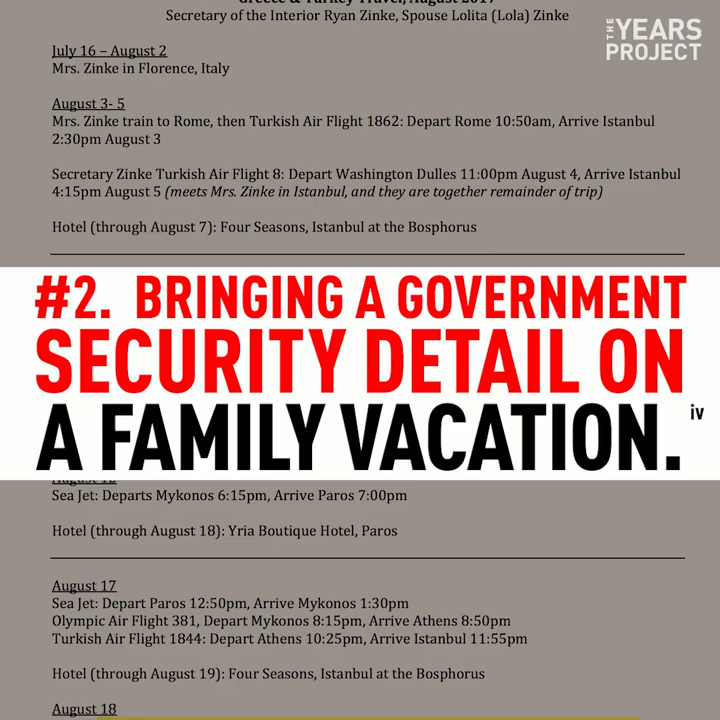 Greece & Turkey Travel, August 2017
Secretary of the Interior Ryan Zinke, Spouse Lolita (Lola) Zinke
THE YEARS
PROJECT
July 16 – August 2
Mrs. Zinke in Florence, Italy
August 3- 5
Mrs. Zinke train to Rome, then Turkish Air Flight 1862: Depart Rome 10:50am, Arrive Istanbul
2:30pm August 3
Secretary Zinke Turkish Air Flight 8: Depart Washington Dulles 11:00pm August 4, Arrive Istanbul
4:15pm August 5 (meets Mrs. Zinke in Istanbul, and they are together remainder of trip)
Hotel (through August 7): Four Seasons, Istanbul at the Bosphorus
#2. BRINGING A GOVERNMENT
SECURITY DETAIL ON
A FAMILY VACATION. iv
August 12
Sea Jet: Departs Mykonos 6:15pm, Arrive Paros 7:00pm
Hotel (through August 18): Yria Boutique Hotel, Paros
August 17
Sea Jet: Depart Paros 12:50pm, Arrive Mykonos 1:30pm
Olympic Air Flight 381, Depart Mykonos 8:15pm, Arrive Athens 8:50pm
Turkish Air Flight 1844: Depart Athens 10:25pm, Arrive Istanbul 11:55pm
Hotel (through August 19): Four Seasons, Istanbul at the Bosphorus
August 18